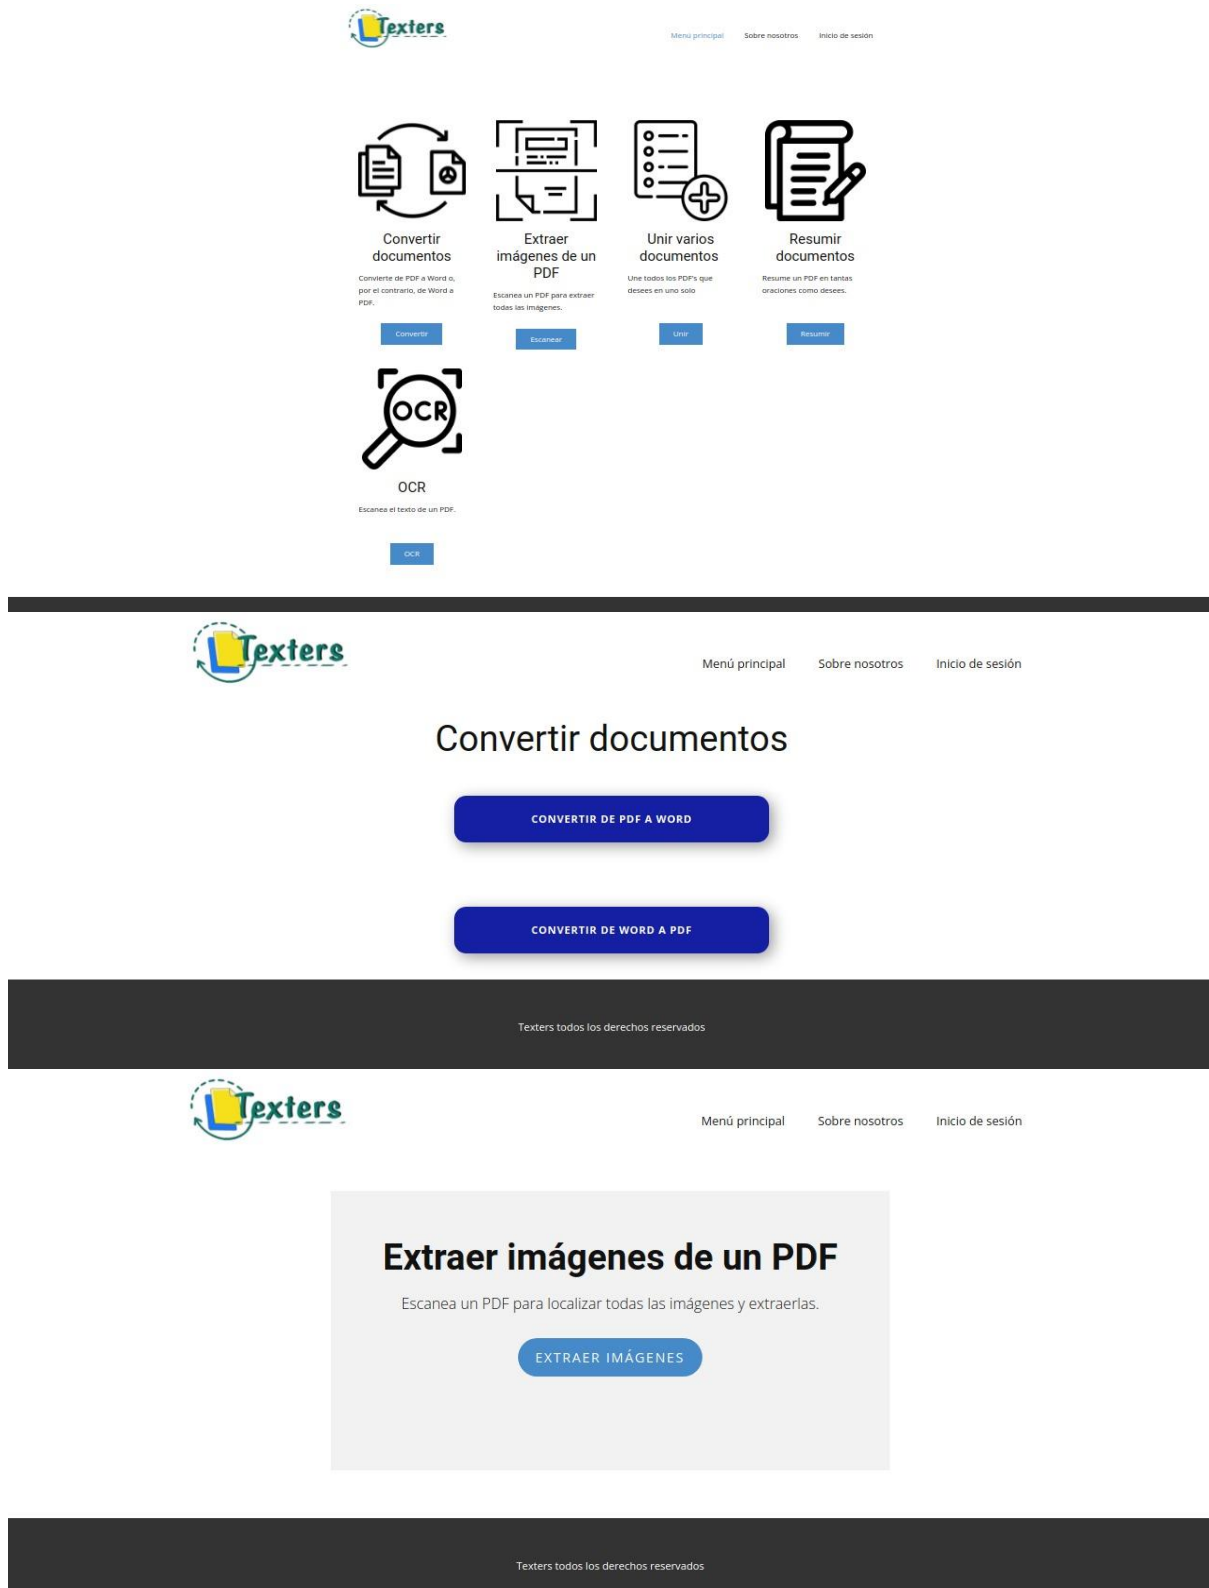 Texters
Menú principal Sobre nosotros Inicio de sesión
Convertir
documentos
Convierte de PDF a Word o,
por el contrario, de Word a
PDF.
Convertir
Extraer
imágenes de un
PDF
Escanea un PDF para extraer
todas las imágenes.
Escanear
Unir varios
documentos
Une todos los PDF's que
desees en uno solo
Unir
Resumir
documentos
Resume un PDF en tantas
oraciones como desees.
Resumir
OCR
OCR
Escanea el texto de un PDF.
OCR
Texters
Menú principal Sobre nosotros Inicio de sesión
Convertir documentos
CONVERTIR DE PDF A WORD
CONVERTIR DE WORD A PDF
Texters todos los derechos reservados
Texters
Menú principal Sobre nosotros Inicio de sesión
Extraer imágenes de un PDF
Escanea un PDF para localizar todas las imágenes y extraerlas.
EXTRAER IMÁGENES
Texters todos los derechos reservados